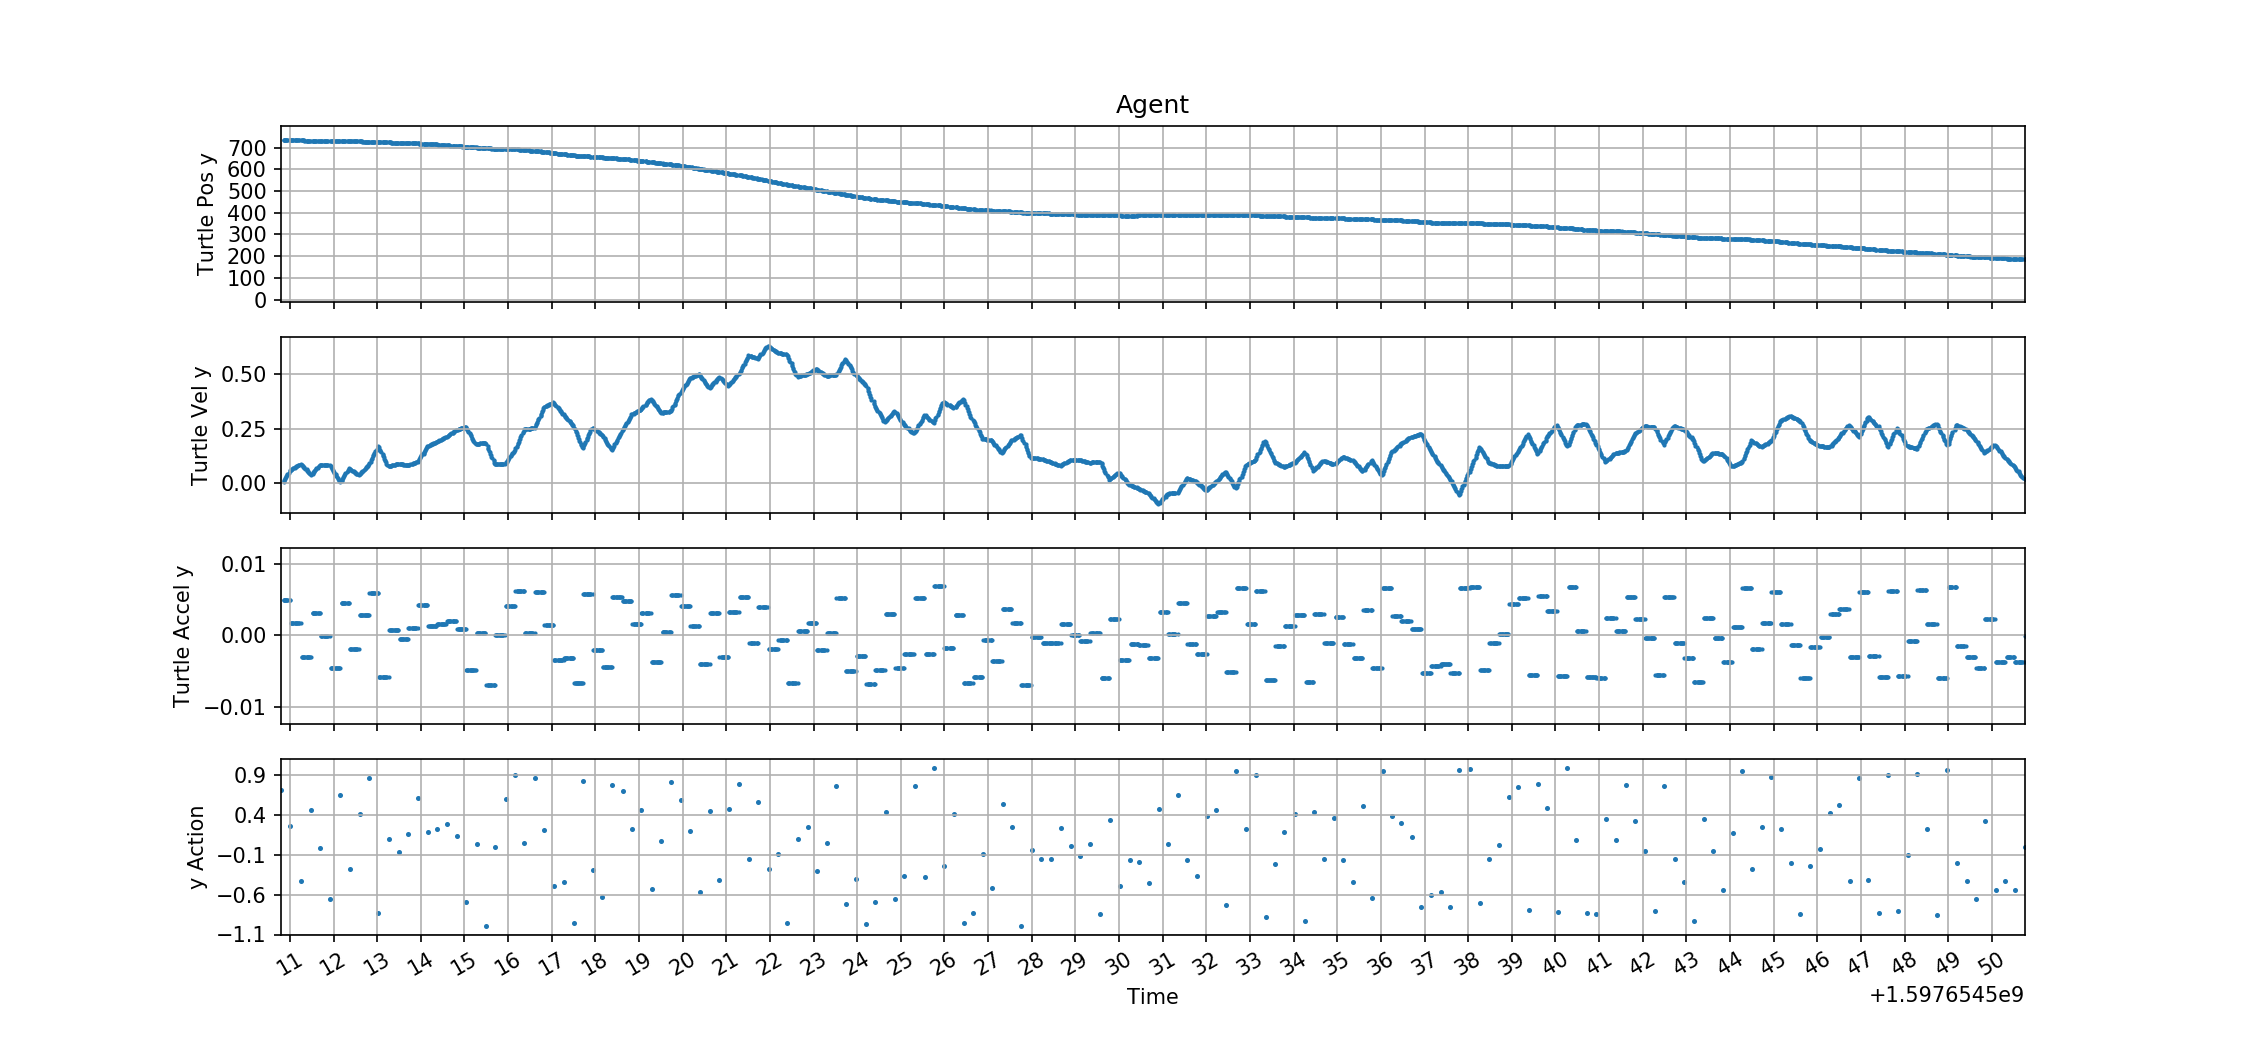 Agent
Turtle Pos y
700
600
500
400
300
200
100
0
Turtle Vel y
0.50
0.25
0.00
Turtle Accel y
0.01
0.00
−0.01
y Action
0.9
0.4
−0.1
−0.6
−1.1
11 12 13 14 15 16 17 18 19 20 21 22 23 24 25 26 27 28 29 30 31 32 33 34 35 36 37 38 39 40 41 42 43 44 45 46 47 48 49 50
Time
+1.5976545e9